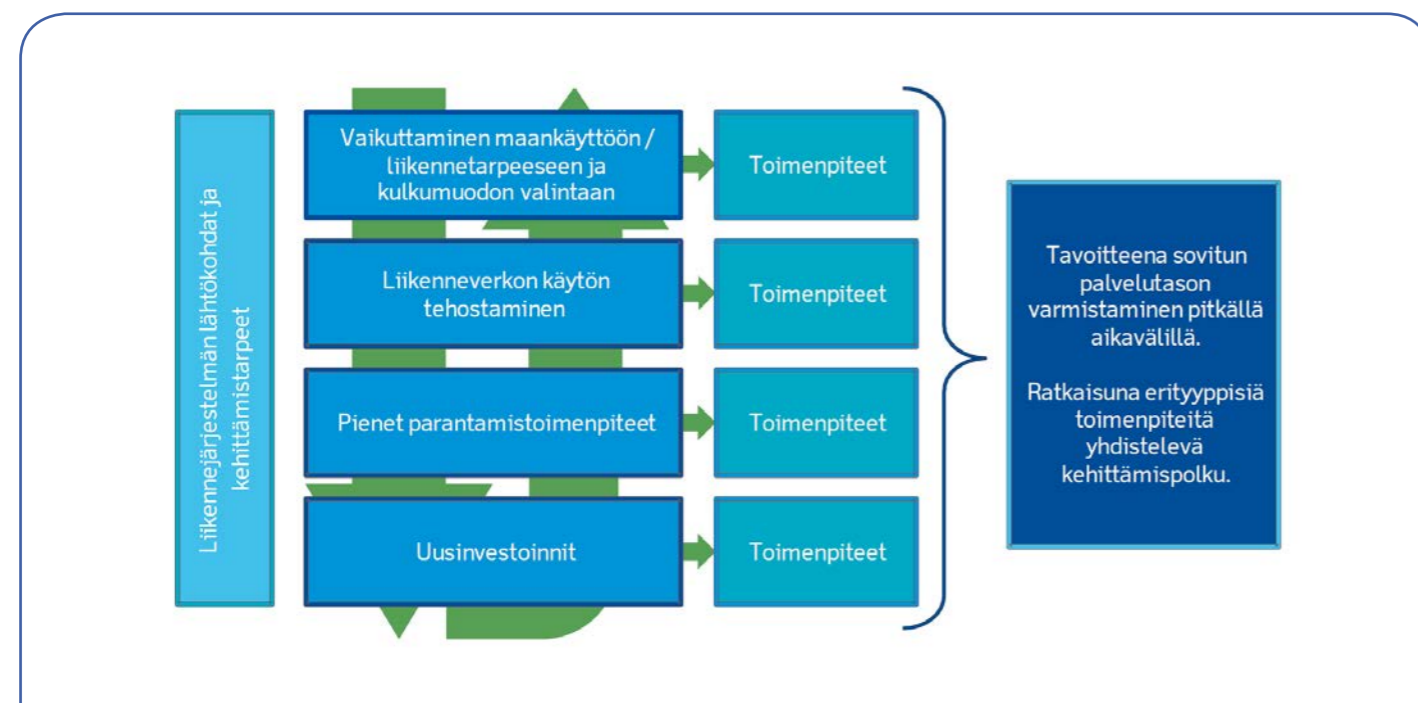 Liikennejärjestelmän lähtökohdat ja
kehittämistarpeet
Vaikuttaminen maankäyttöön /
liikennetarpeeseen ja
kulkumuodon valintaan
Toimenpiteet
Liikenneverkon käytön
tehostaminen
Toimenpiteet
Pienet parantamistoimenpiteet
Toimenpiteet
Uusinvestoinnit
Toimenpiteet
Tavoitteena sovitun
palvelutason
varmistaminen pitkällä
aikavälillä.
Ratkaisuna erityyppisiä
toimenpiteitä
yhdistelevä
kehittämispolku.